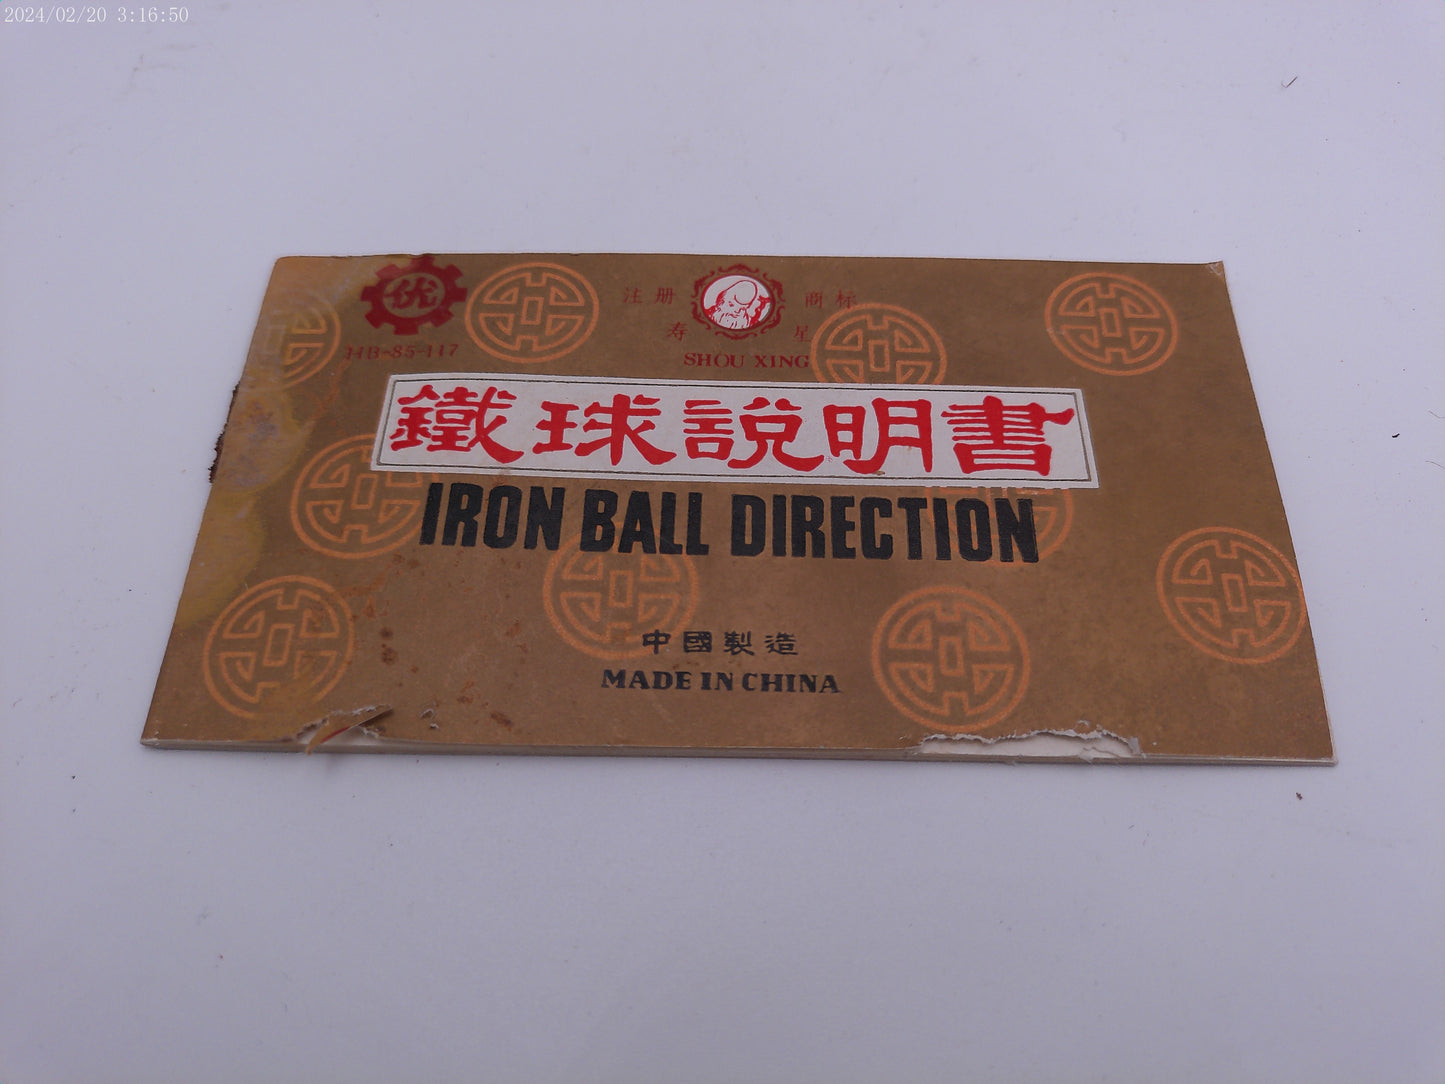 2024/02/20 3:16:50
优
HB-85-117
注册 商标
寿 星
SHOU XING
鐵球説明書
IRON BALL DIRECTION
中國製造
MADE IN CHINA